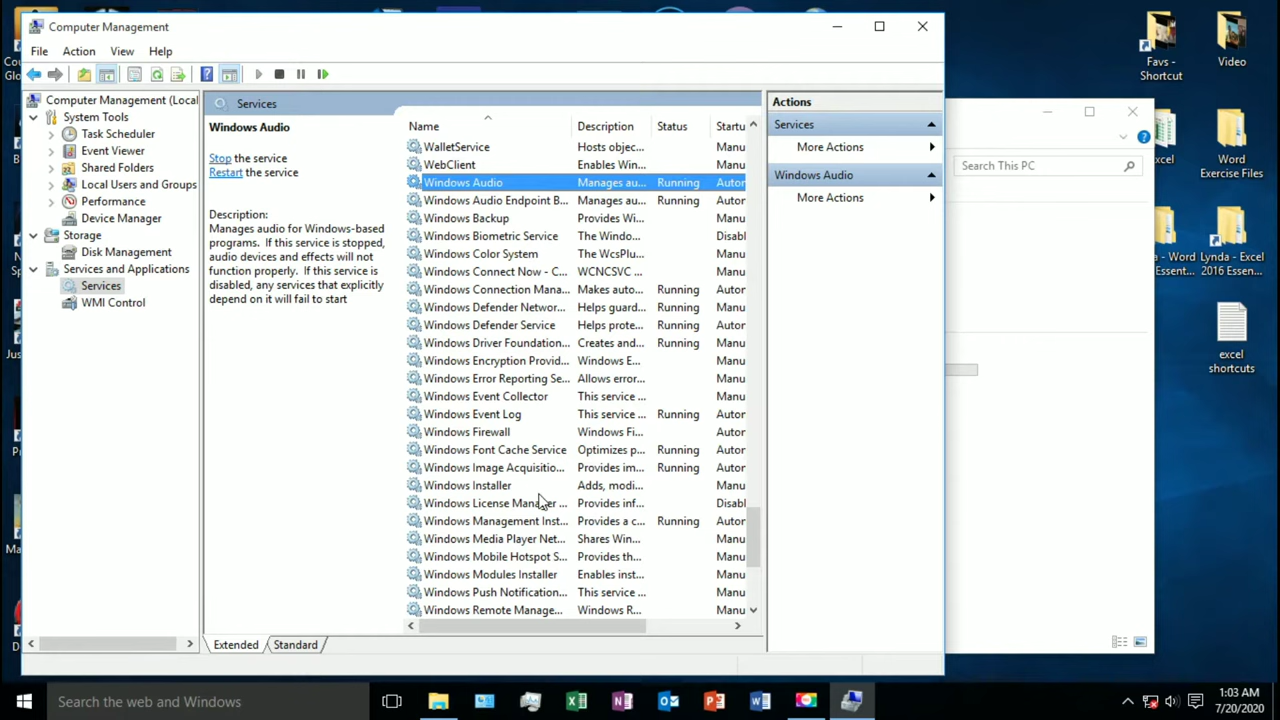 Computer Management
File Action View Help
Computer Management (Local
System Tools
Task Scheduler
Event Viewer
Shared Folders
Local Users and Groups
Performance
Device Manager
Storage
Disk Management
Services and Applications
Services
WMI Control
Services
Windows Audio
Stop the service
Restart the service
Description:
Manages audio for Windows-based
programs. If this service is stopped,
audio devices and effects will not
function properly. If this service is
disabled, any services that explicitly
depend on it will fail to start
Name Description Status Startu
WalletService Hosts objec... Manu
WebClient Enables Win... Manu
Windows Audio Manages au... Running Autor
Windows Audio Endpoint B... Manages au... Running Autor
Windows Backup Provides Wi... Manu
Windows Biometric Service The Windo... Disabl
Windows Color System The WcsPlu... Manu
Windows Connect Now - C... WCNCSVC ... Manu
Windows Connection Mana... Makes auto... Running Autor
Windows Defender Networ... Helps guard... Running Manu
Windows Defender Service Helps prote... Running Autor
Windows Driver Foundation... Creates and... Running Manu
Windows Encryption Provid... Windows E... Manu
Windows Error Reporting Se... Allows error... Manu
Windows Event Collector This service ... Manu
Windows Event Log This service ... Running Autor
Windows Firewall Windows Fi... Autor
Windows Font Cache Service Optimizes p... Running Autor
Windows Image Acquisitio... Provides im... Running Autor
Windows Installer Adds, modi... Manu
Windows License Manager ... Provides inf... Disabl
Windows Management Inst... Provides a c... Running Autor
Windows Media Player Net... Shares Win... Manu
Windows Mobile Hotspot S... Provides th... Manu
Windows Modules Installer Enables inst... Manu
Windows Push Notification... This service ... Manu
Windows Remote Manage... Windows R... Manu
Extended Standard
Actions
Services
More Actions
Windows Audio
More Actions
Search This PC
Favs -
Shortcut
Video
Excel
Word
Exercise Files
a - Word
Essent...
Lynda - Excel
2016 Essen...
excel
shortcuts
Search the web and Windows
1:03 AM
7/20/2020